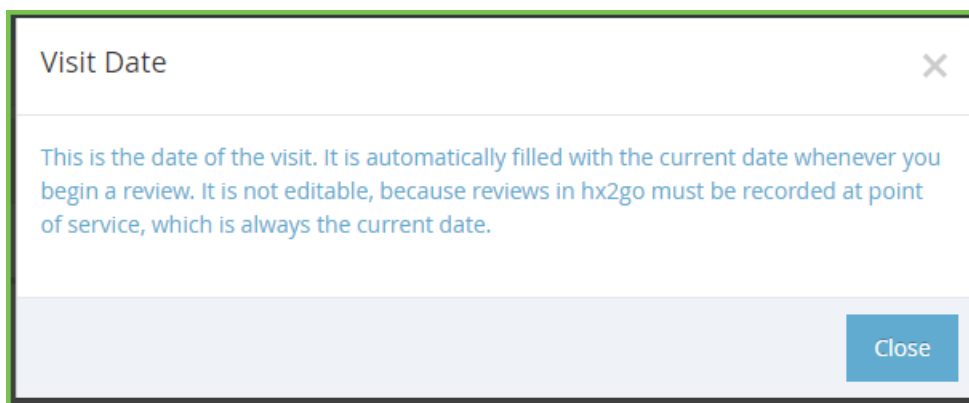 Visit Date
This is the date of the visit. It is automatically filled with the current date whenever you
begin a review. It is not editable, because reviews in hx2go must be recorded at point
of service, which is always the current date.
Close